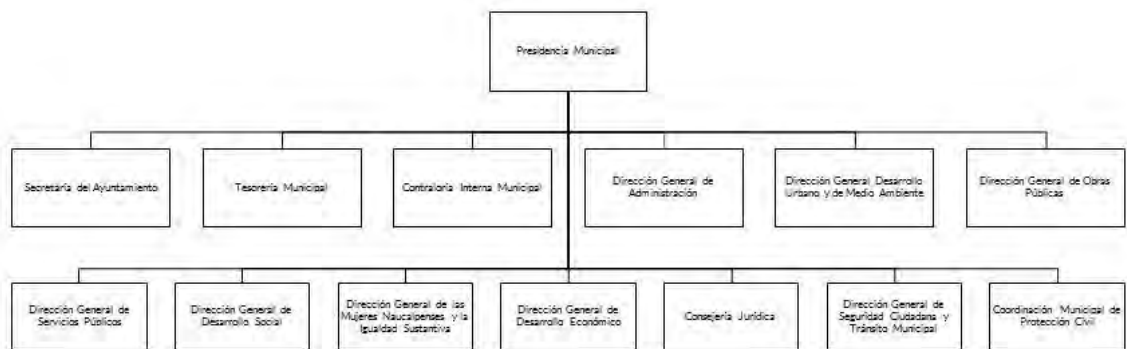 Presidencia Municipal
Secretaría del Ayuntamiento
Tesorería Municipal
Contraloría Interna Municipal
Dirección General de
Administración
Dirección General Desarrollo
Urbano y de Medio Ambiente
Dirección General de Obras
Públicas
Dirección General de
Servicios Públicos
Dirección General de
Desarrollo Social
Dirección General de las
Mujeres Naucalpenses y la
Igualdad Sustantiva
Dirección General de
Desarrollo Económico
Consejería Jurídica
Dirección General de
Seguridad Ciudadana y
Tránsito Municipal
Coordinación Municipal de
Protección Civil